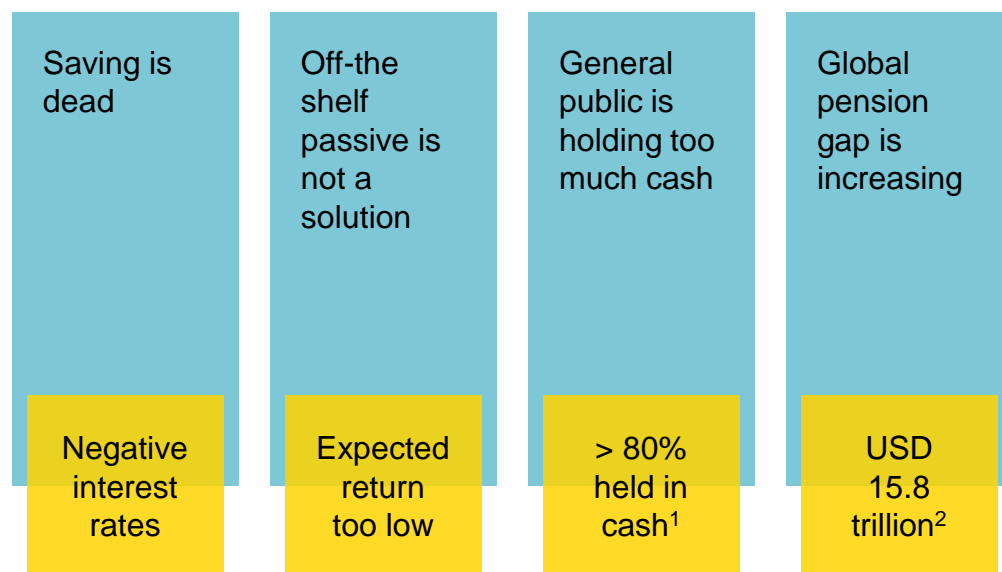 Saving is
dead
Off-the
shelf
passive is
not a
solution
General
public is
holding too
much cash
Global
pension
gap is
increasing
Negative
interest
rates
Expected
return
too low
> 80%
held in
cash¹
USD
15.8
trillion²